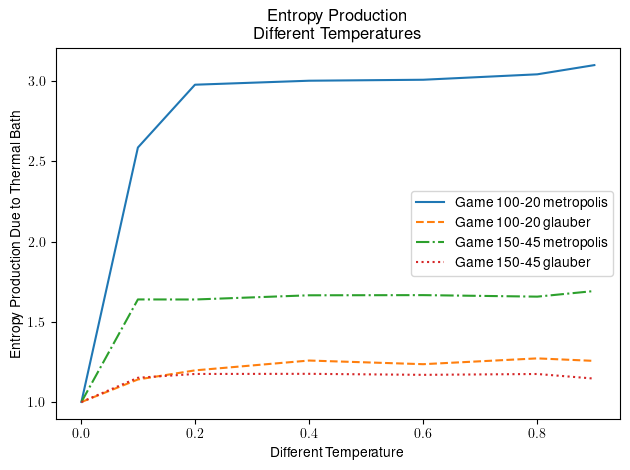 Entropy Production
Different Temperatures
Entropy Production Due to Thermal Bath
3.0
2.5
2.0
1.5
1.0
Game 100-20 metropolis
Game 100-20 glauber
Game 150-45 metropolis
Game 150-45 glauber
0.0 0.2 0.4 0.6 0.8
Different Temperature